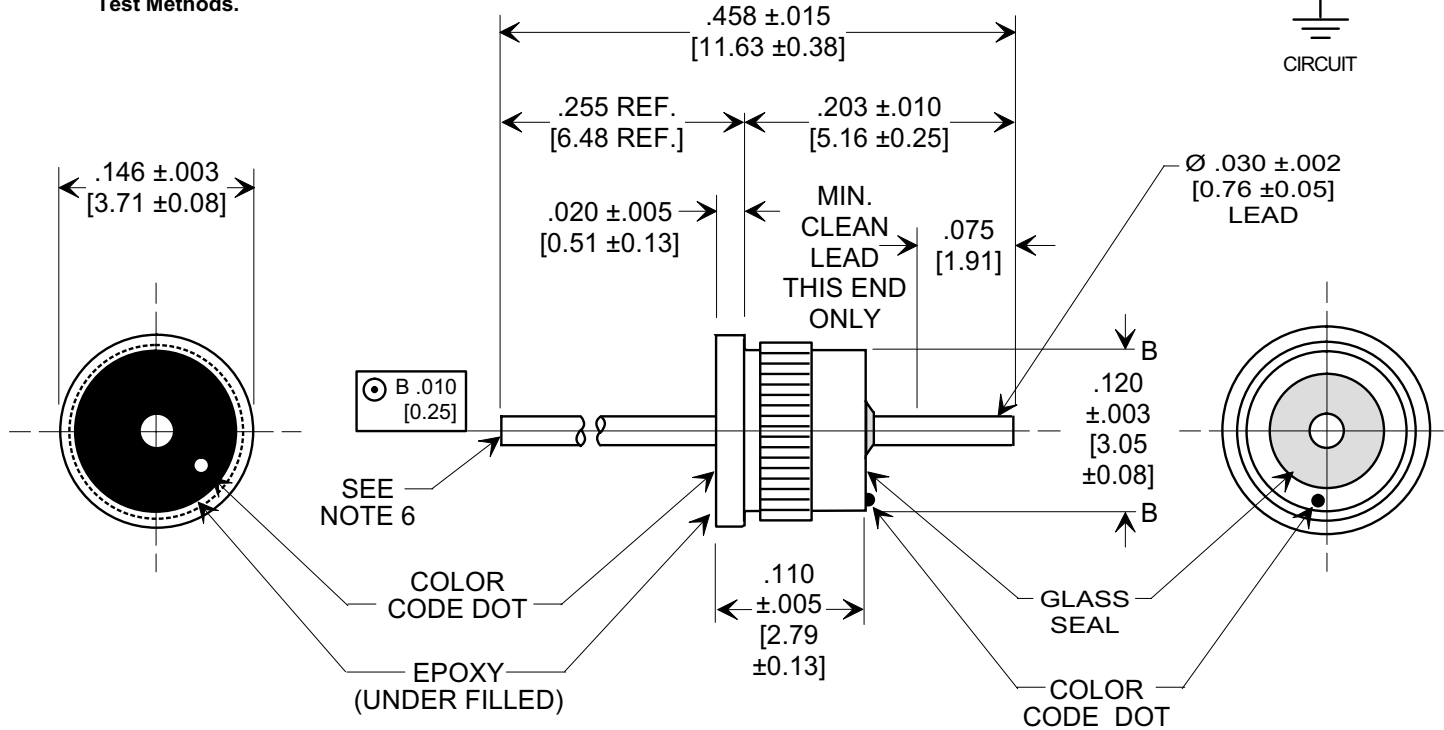 Test Methods.
.458 ±.015
[11.63 ±0.38]
CIRCUIT
.255 REF.
[6.48 REF.]
.203 ±.010
[5.16 ±0.25]
.146 ±.003
[3.71 ±0.08]
Ø .030 ±.002
[0.76 ±0.05]
LEAD
.020 ±.005
[0.51 ±0.13]
MIN.
CLEAN
LEAD
THIS END
ONLY
.075
[1.91]
B
.120
±.003
[3.05
±0.08]
B
B .010
[0.25]
SEE
NOTE 6
COLOR
CODE DOT
EPOXY
(UNDER FILLED)
.110
±.005
[2.79
±0.13]
GLASS
SEAL
COLOR
CODE DOT